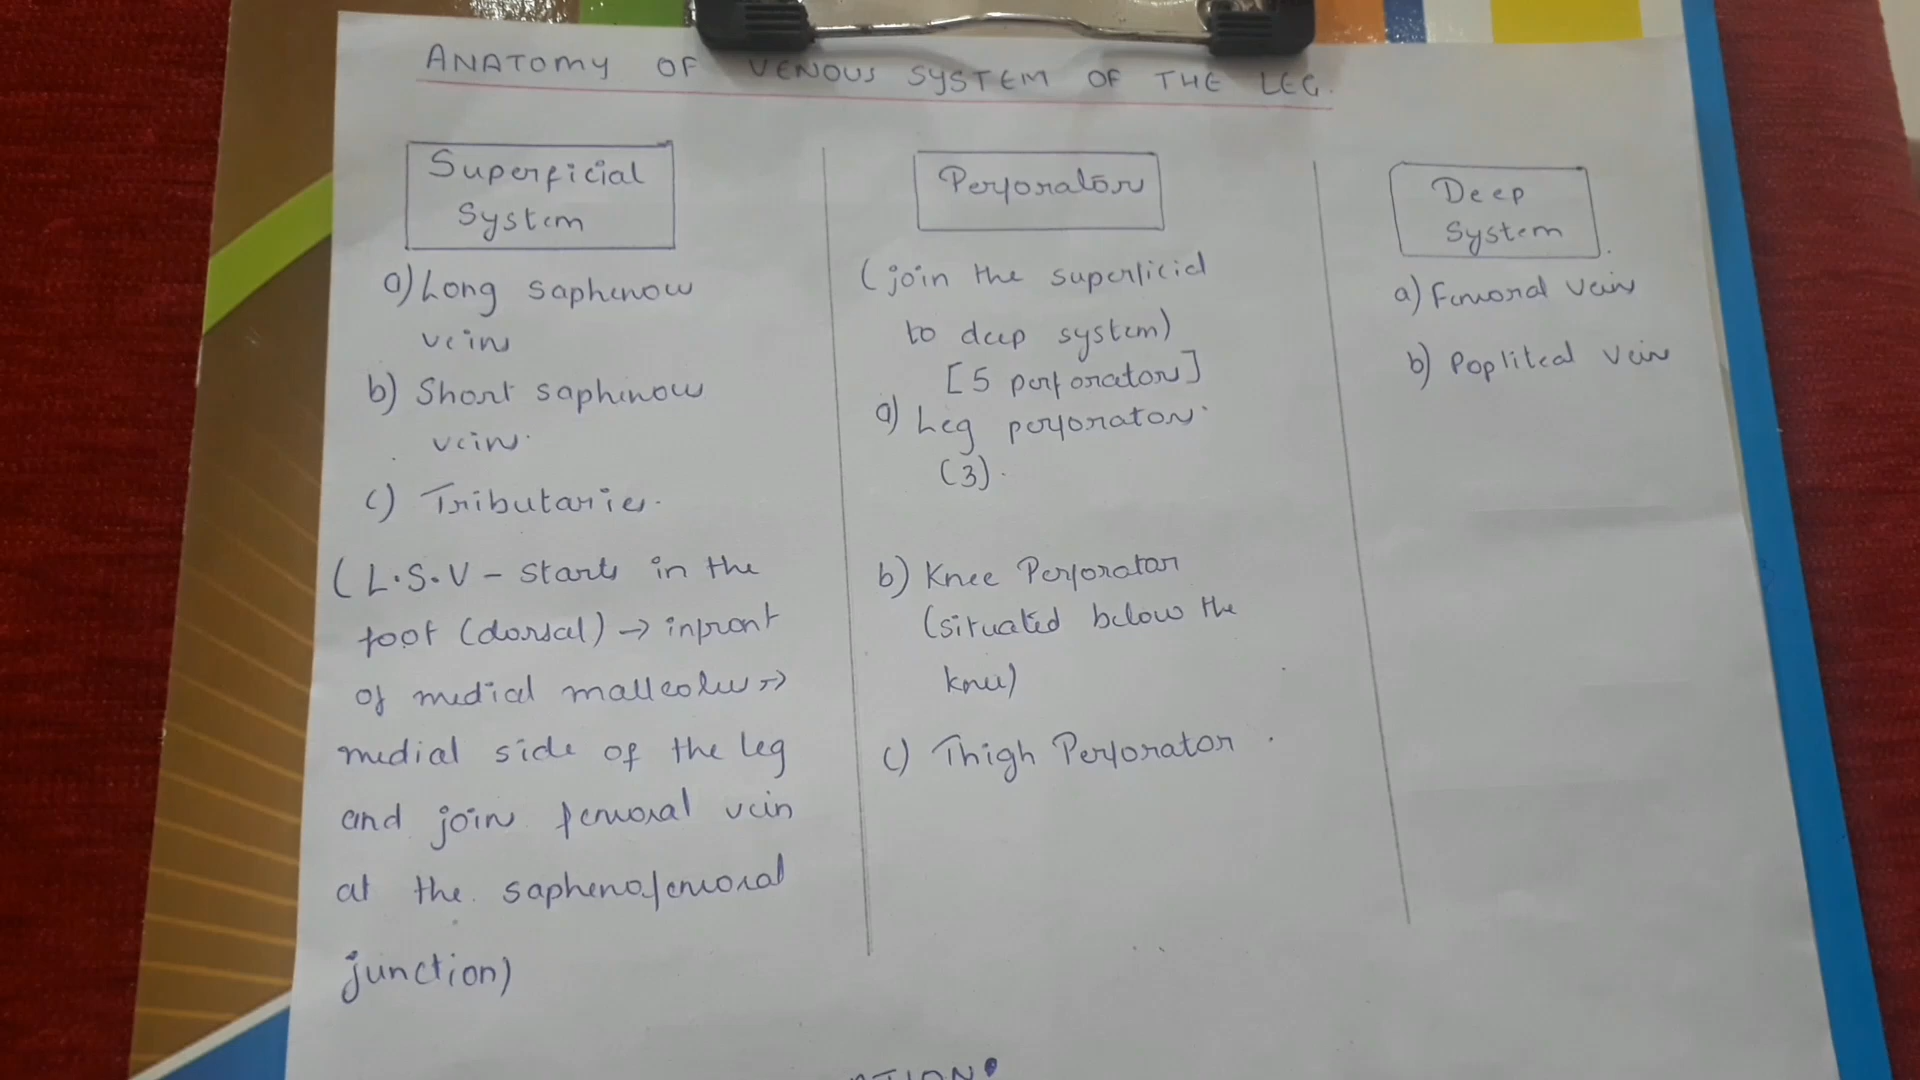 ANATOMY OF VENOUS SYSTEM OF THE LEG.
Superficial
System
a) Long saphenous
vein
b) Short saphenous
vein.
c) Tributaries.
(L.S.V - starts in the
foot (dorsal) → infront
of medial malleolus →
medial side of the leg
and join femoral vein
at the saphenofemoral
junction)
Perforators
(join the superficial
to deep system)
[5 perforators]
a) Leg perforators.
(3).
b) Knee Perforator
(situated below the
knee)
c) Thigh Perforator.
Deep
System
a) Femoral vein
b) Popliteal vein